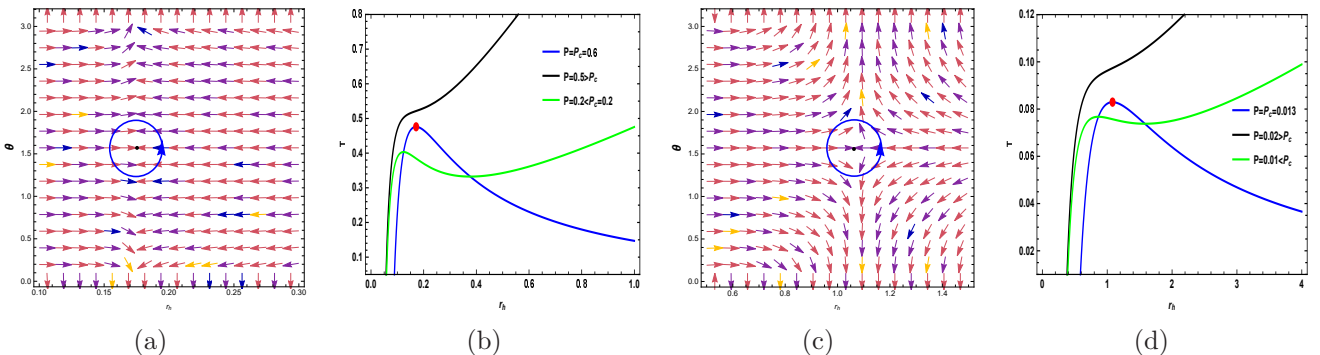 3.0
2.5
2.0
1.5
1.0
0.5
0.0
θ
0.10
0.15
0.20
0.25
0.30
r_h
(a)
0.8
0.7
0.6
0.5
0.4
0.3
0.2
0.1
T
P=P_c=0.6
P=0.5>P_c
P=0.2<P_c=0.2
0.0
0.2
0.4
0.6
0.8
1.0
r_h
(b)
3.0
2.5
2.0
1.5
1.0
0.5
0.0
θ
0.6
0.8
1.0
1.2
1.4
r_h
(c)
0.12
0.10
0.08
0.06
0.04
0.02
T
P=P_c=0.013
P=0.02>P_c
P=0.01<P_c
0
1
2
3
4
r_h
(d)